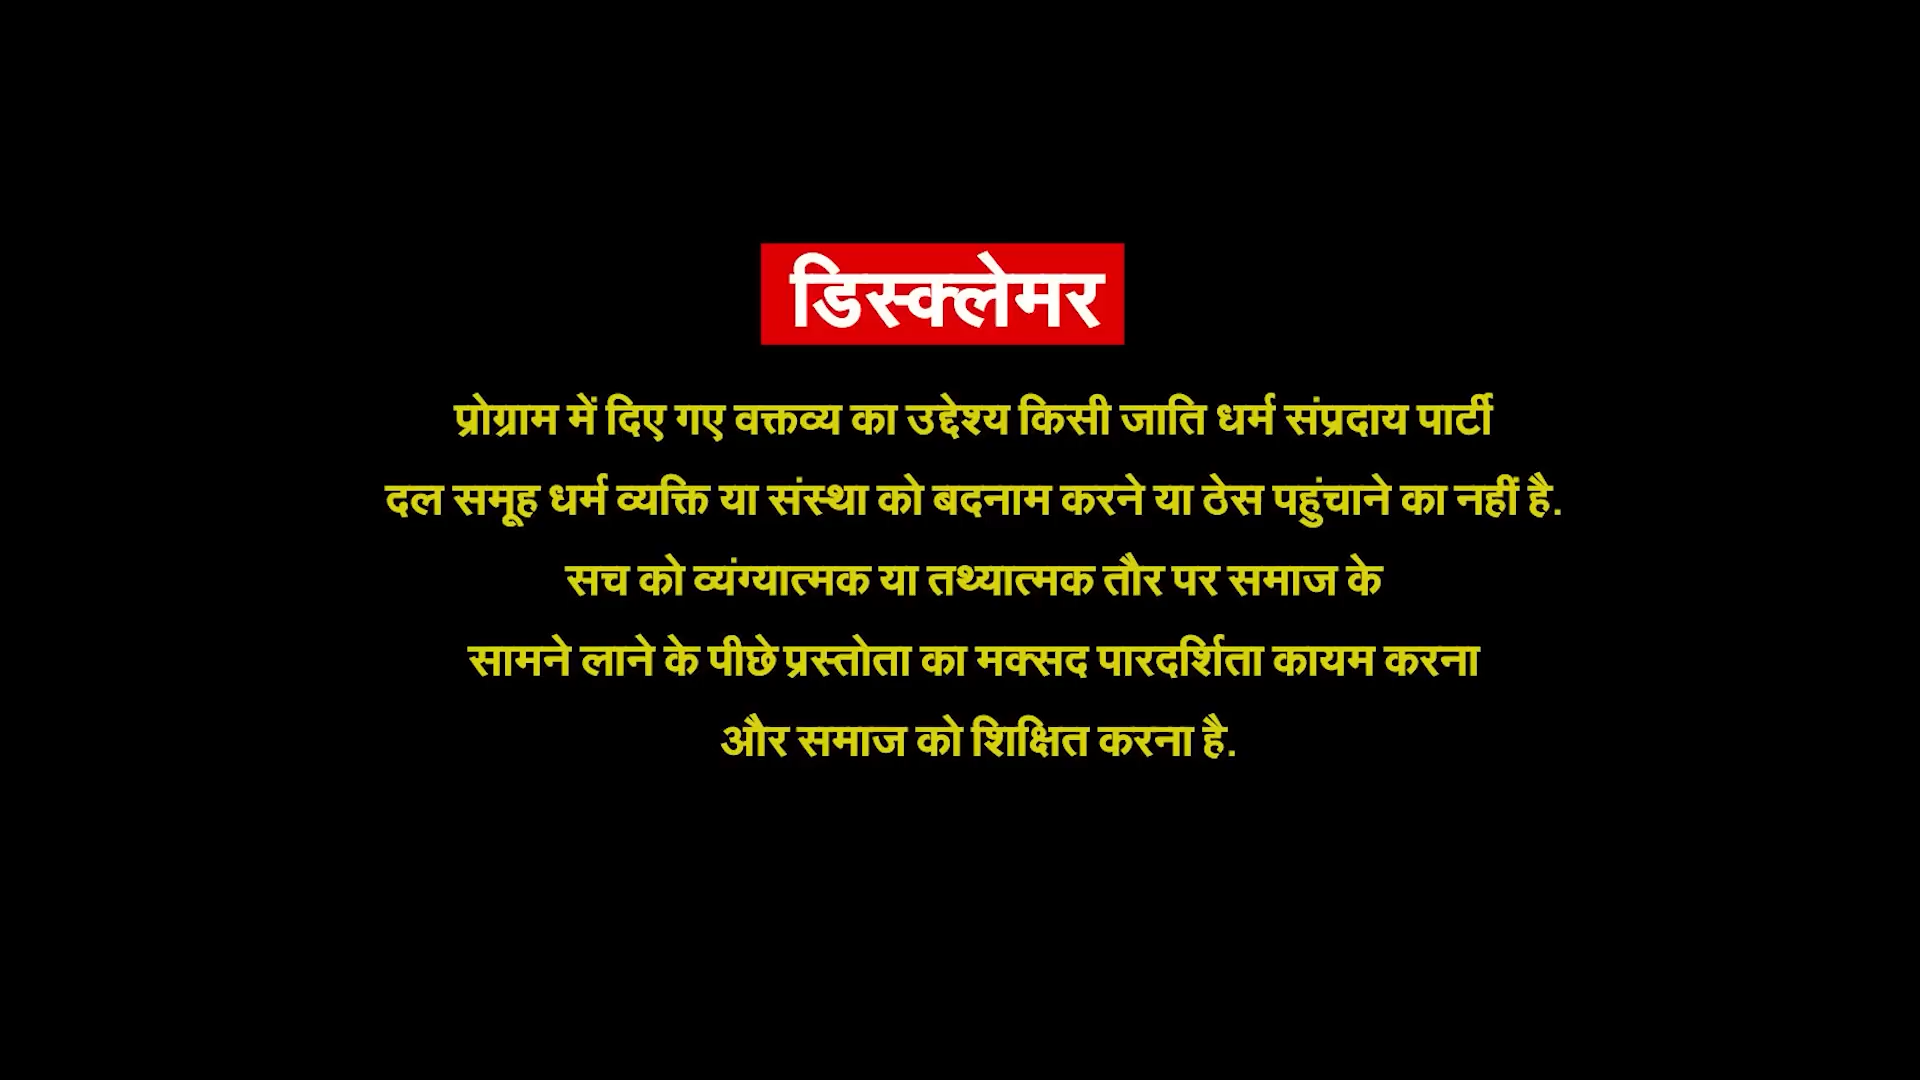 डिस्क्लेमर
प्रोग्राम में दिए गए वक्तव्य का उद्देश्य किसी जाति धर्म संप्रदाय पार्टी
दल समूह धर्म व्यक्ति या संस्था को बदनाम करने या ठेस पहुंचाने का नहीं है.
सच को व्यंग्यात्मक या तथ्यात्मक तौर पर समाज के
सामने लाने के पीछे प्रस्तोता का मक्सद पारदर्शिता कायम करना
और समाज को शिक्षित करना है.